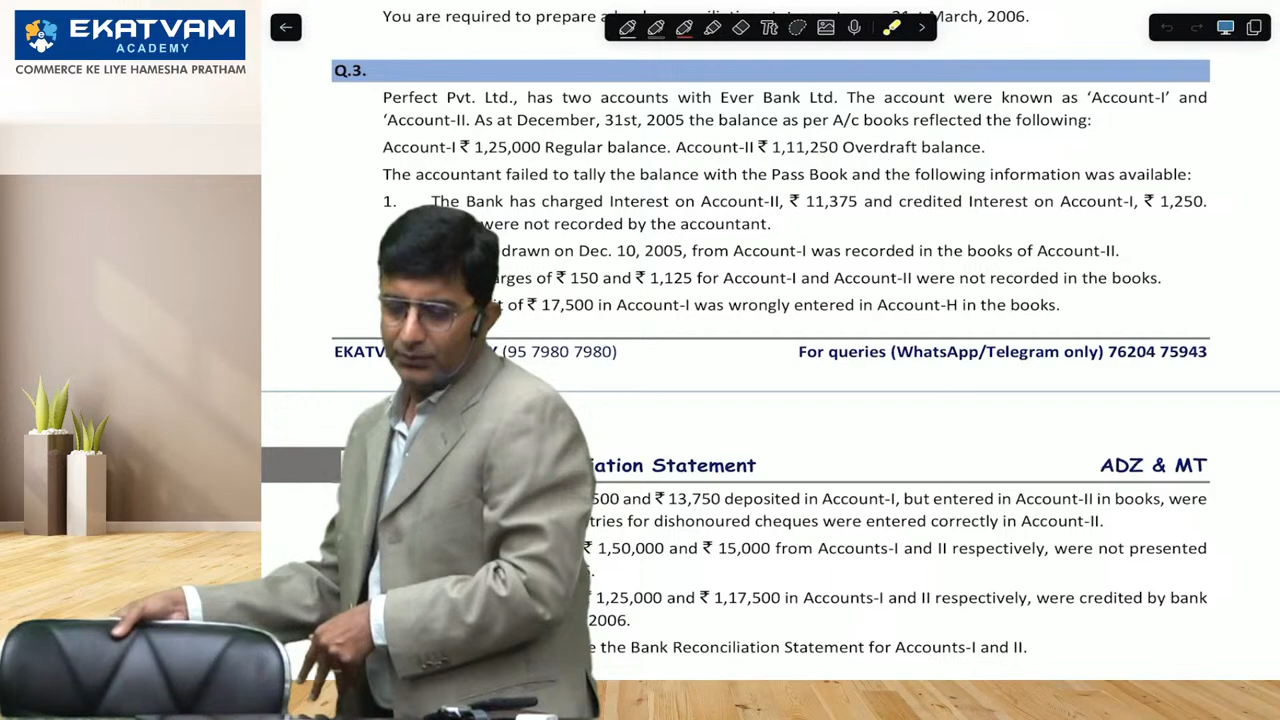 EKATVAM
ACADEMY
COMMERCE KE LIYE HAMESHA PRATHAM
You are required to prepare a March, 2006.
Q.3.
Perfect Pvt. Ltd., has two accounts with Ever Bank Ltd. The account were known as ‘Account-I’ and
‘Account-II. As at December, 31st, 2005 the balance as per A/c books reflected the following:
Account-I ₹ 1,25,000 Regular balance. Account-II ₹ 1,11,250 Overdraft balance.
The accountant failed to tally the balance with the Pass Book and the following information was available:
1. The Bank has charged Interest on Account-II, ₹ 11,375 and credited Interest on Account-I, ₹ 1,250.
were not recorded by the accountant.
drawn on Dec. 10, 2005, from Account-I was recorded in the books of Account-II.
of ₹ 150 and ₹ 1,125 for Account-I and Account-II were not recorded in the books.
of ₹ 17,500 in Account-I was wrongly entered in Account-H in the books.
(95 7980 7980) For queries (WhatsApp/Telegram only) 76204 75943
Statement ADZ & MT
and ₹ 13,750 deposited in Account-I, but entered in Account-II in books, were
for dishonoured cheques were entered correctly in Account-II.
₹ 1,50,000 and ₹ 15,000 from Accounts-I and II respectively, were not presented
1,25,000 and ₹ 1,17,500 in Accounts-I and II respectively, were credited by bank
2006.
the Bank Reconciliation Statement for Accounts-I and II.